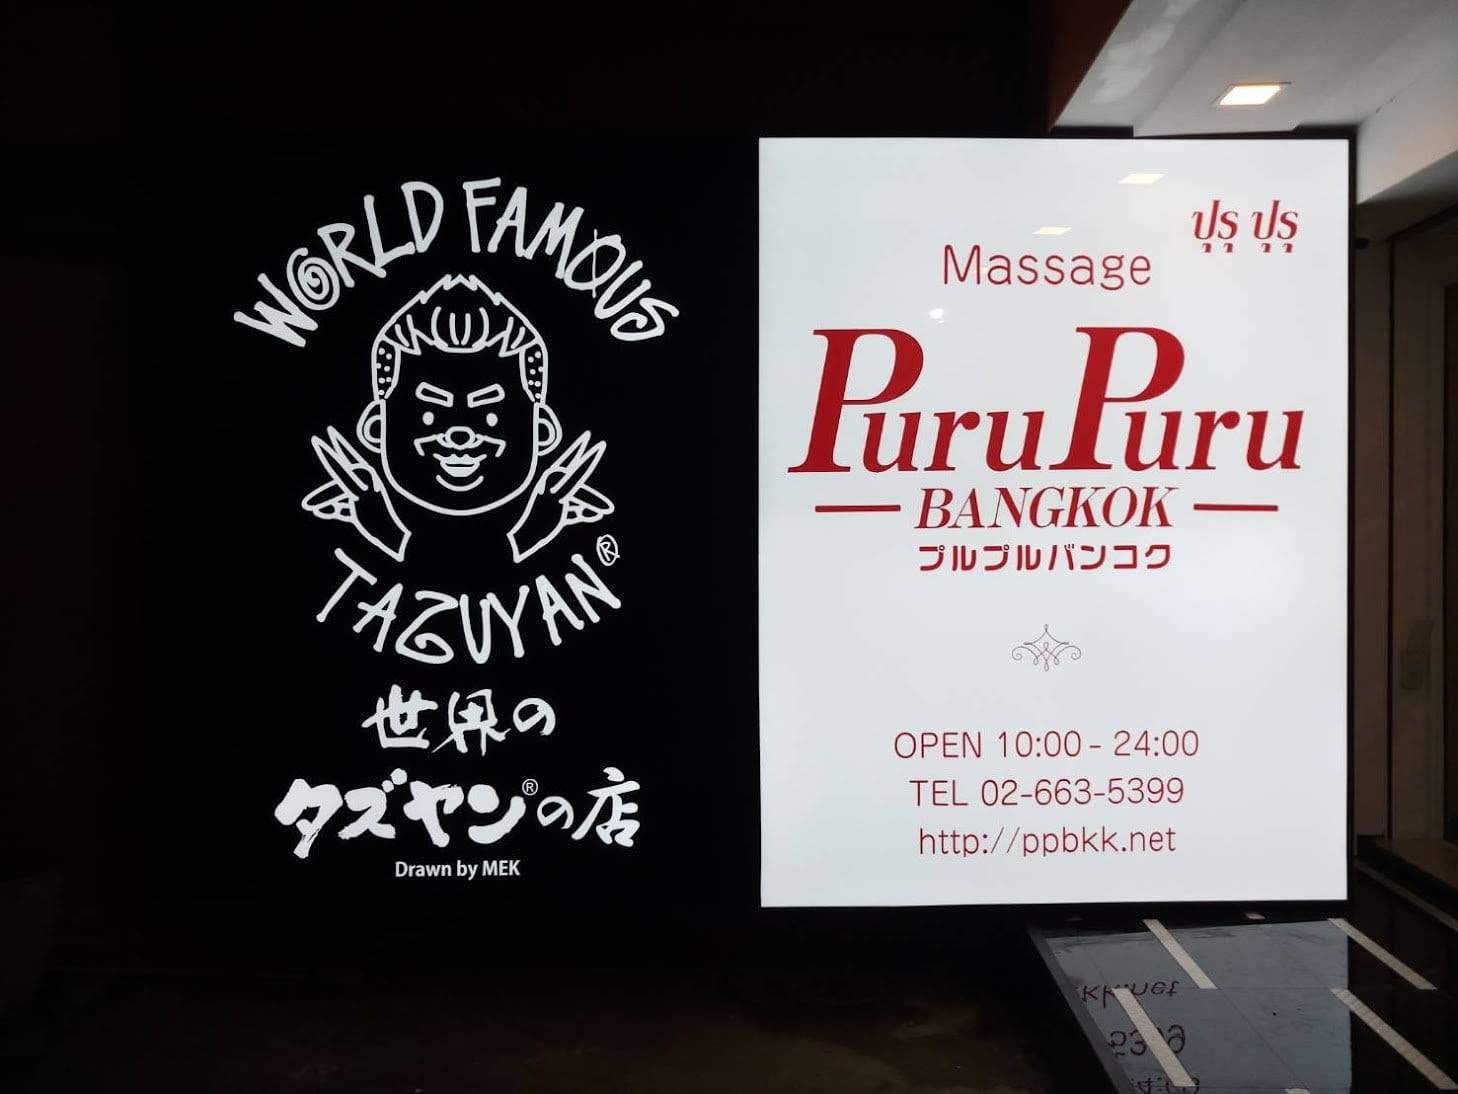 WORLD FAMOUS
TAZUYAN®
世界の
タズヤン®の店
Drawn by MEK
ปุรุ ปุรุ
Massage
PuruPuru
BANGKOK
プルプルバンコク
OPEN 10:00 - 24:00
TEL 02-663-5399
http://ppbkk.net